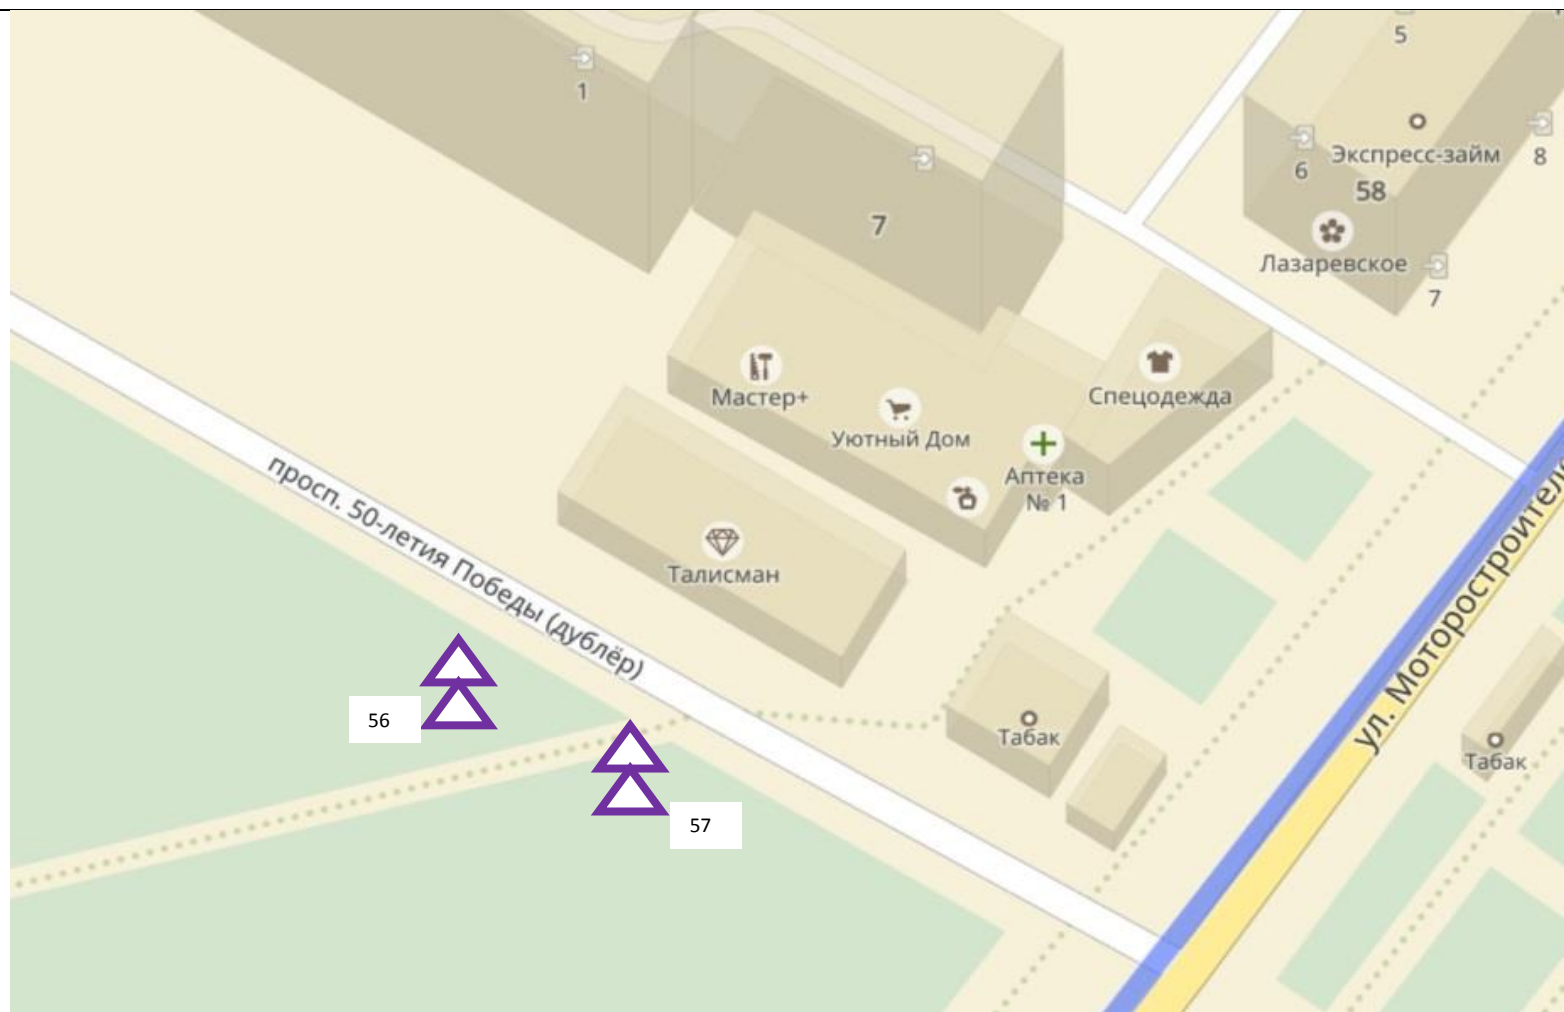 5
1
6
Экспресс-займ
8
58
7
Лазаревское
7
Мастер+
Спецодежда
Уютный Дом
Аптека
№ 1
Талисман
просп. 50-летия Победы (дублёр)
ул. Моторостроителе
56
Табак
Табак
57